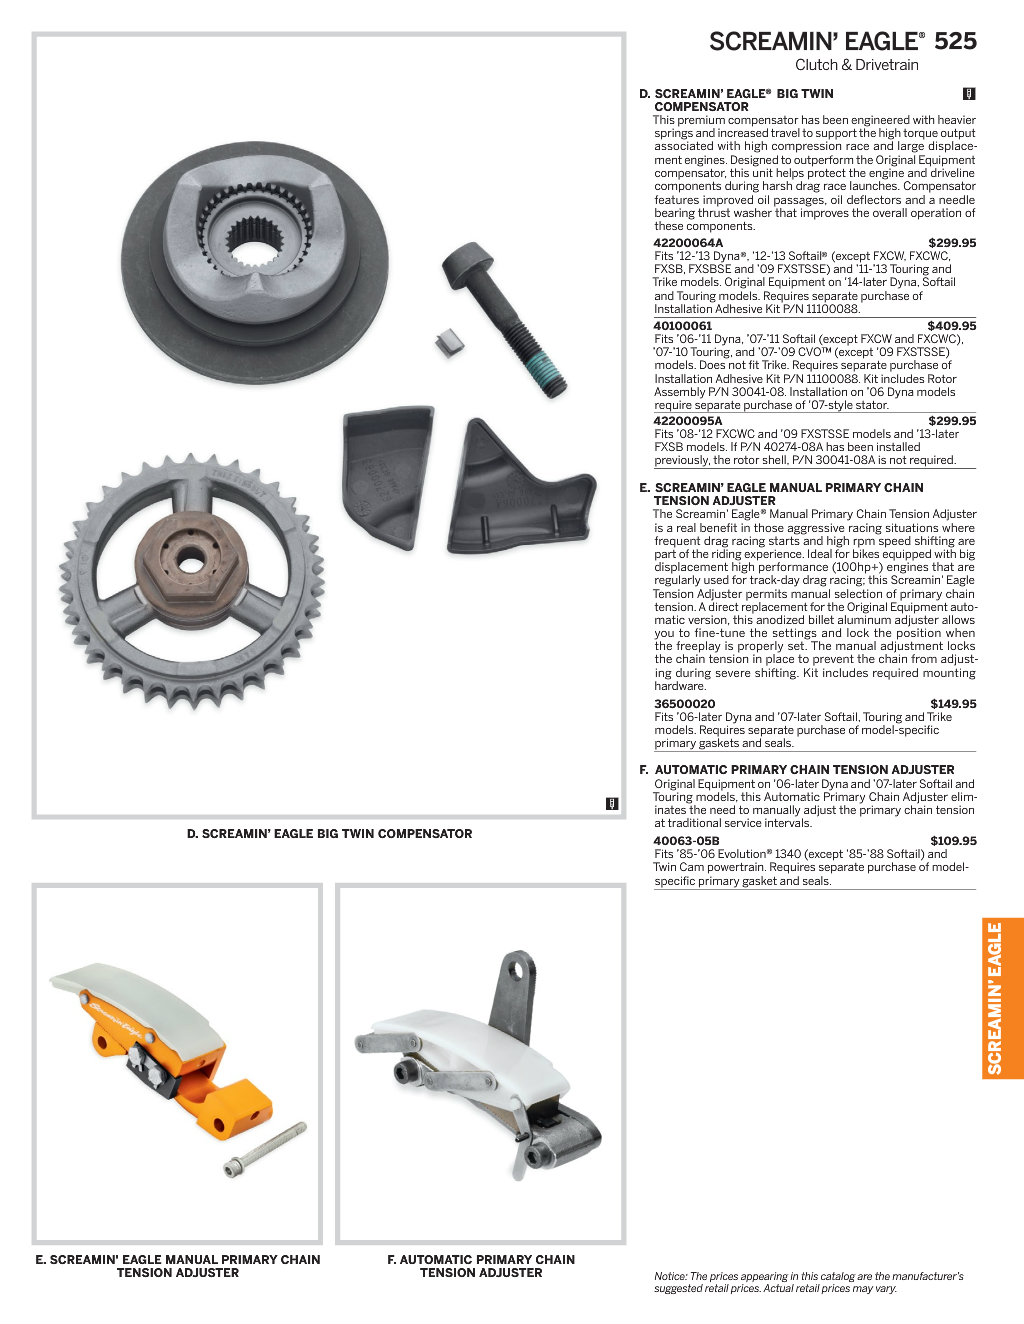 SCREAMIN’ EAGLE® 525
Clutch & Drivetrain
D. SCREAMIN’ EAGLE® BIG TWIN
COMPENSATOR
This premium compensator has been engineered with heavier
springs and increased travel to support the high torque output
associated with high compression race and large displace-
ment engines. Designed to outperform the Original Equipment
compensator, this unit helps protect the engine and driveline
components during harsh drag race launches. Compensator
features improved oil passages, oil deflectors and a needle
bearing thrust washer that improves the overall operation of
these components.
42200064A $299.95
Fits ’12-’13 Dyna®, ’12-’13 Softail® (except FXCW, FXCWC,
FXSB, FXSBSE and ’09 FXSTSSE) and ’11-’13 Touring and
Trike models. Original Equipment on ’14-later Dyna, Softail
and Touring models. Requires separate purchase of
Installation Adhesive Kit P/N 11100088.
40100061 $409.95
Fits ’06-’11 Dyna, ’07-’11 Softail (except FXCW and FXCWC),
’07-’10 Touring, and ’07-’09 CVO™ (except ’09 FXSTSSE)
models. Does not fit Trike. Requires separate purchase of
Installation Adhesive Kit P/N 11100088. Kit includes Rotor
Assembly P/N 30041-08. Installation on ’06 Dyna models
require separate purchase of ’07-style stator.
42200095A $299.95
Fits ’08-’12 FXCWC and ’09 FXSTSSE models and ’13-later
FXSB models. If P/N 40274-08A has been installed
previously, the rotor shell, P/N 30041-08A is not required.
E. SCREAMIN’ EAGLE MANUAL PRIMARY CHAIN
TENSION ADJUSTER
The Screamin’ Eagle® Manual Primary Chain Tension Adjuster
is a real benefit in those aggressive racing situations where
frequent drag racing starts and high rpm speed shifting are
part of the riding experience. Ideal for bikes equipped with big
displacement high performance (100hp+) engines that are
regularly used for track-day drag racing; this Screamin’ Eagle
Tension Adjuster permits manual selection of primary chain
tension. A direct replacement for the Original Equipment auto-
matic version, this anodized billet aluminum adjuster allows
you to fine-tune the settings and lock the position when
the freeplay is properly set. The manual adjustment locks
the chain tension in place to prevent the chain from adjust-
ing during severe shifting. Kit includes required mounting
hardware.
36500020 $149.95
Fits ’06-later Dyna and ’07-later Softail, Touring and Trike
models. Requires separate purchase of model-specific
primary gaskets and seals.
F. AUTOMATIC PRIMARY CHAIN TENSION ADJUSTER
Original Equipment on ’06-later Dyna and ’07-later Softail and
Touring models, this Automatic Primary Chain Adjuster elim-
inates the need to manually adjust the primary chain tension
at traditional service intervals.
40063-05B $109.95
Fits ’85-’06 Evolution® 1340 (except ’85-’88 Softail) and
Twin Cam powertrain. Requires separate purchase of model-
specific primary gasket and seals.
D. SCREAMIN’ EAGLE BIG TWIN COMPENSATOR
Screamin' Eagle
E. SCREAMIN' EAGLE MANUAL PRIMARY CHAIN
TENSION ADJUSTER
F. AUTOMATIC PRIMARY CHAIN
TENSION ADJUSTER
SCREAMIN’ EAGLE
Notice: The prices appearing in this catalog are the manufacturer’s
suggested retail prices. Actual retail prices may vary.